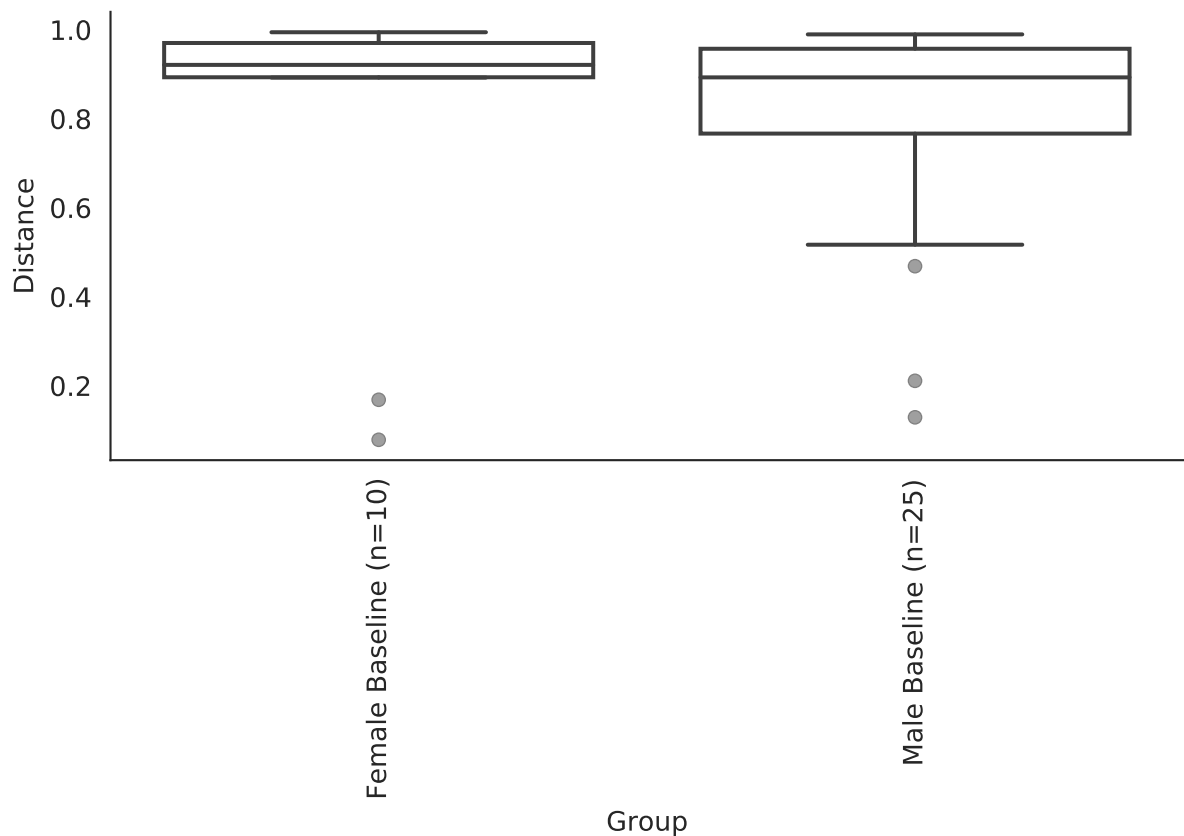 1.0
0.8
0.6
0.4
0.2
Distance
Female Baseline (n=10)
Male Baseline (n=25)
Group